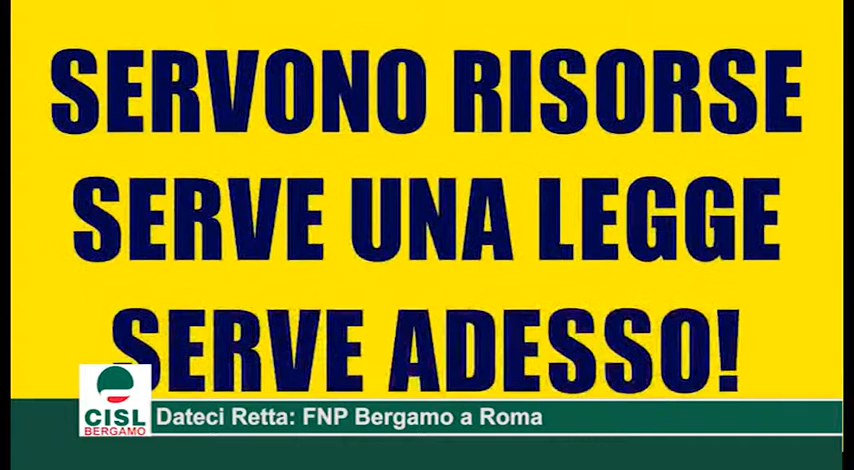 SERVONO RISORSE
SERVE UNA LEGGE
SERVE ADESSO!
CISL
BERGAMO
Dateci Retta: FNP Bergamo a Roma